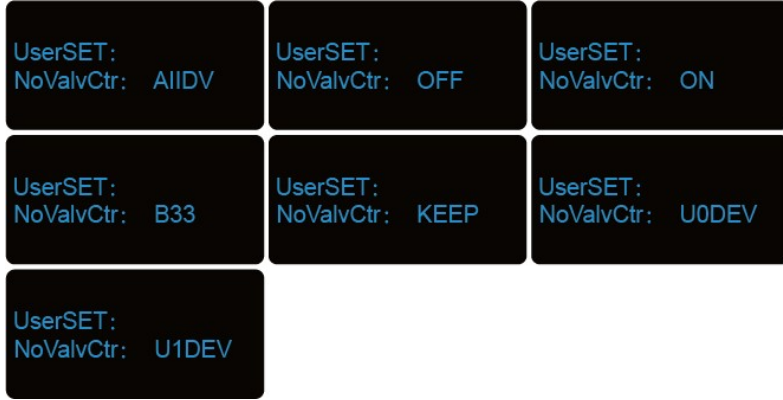 UserSET:
NoValvCtr: AIIDV
UserSET:
NoValvCtr: OFF
UserSET:
NoValvCtr: ON
UserSET:
NoValvCtr: B33
UserSET:
NoValvCtr: KEEP
UserSET:
NoValvCtr: U0DEV
UserSET:
NoValvCtr: U1DEV